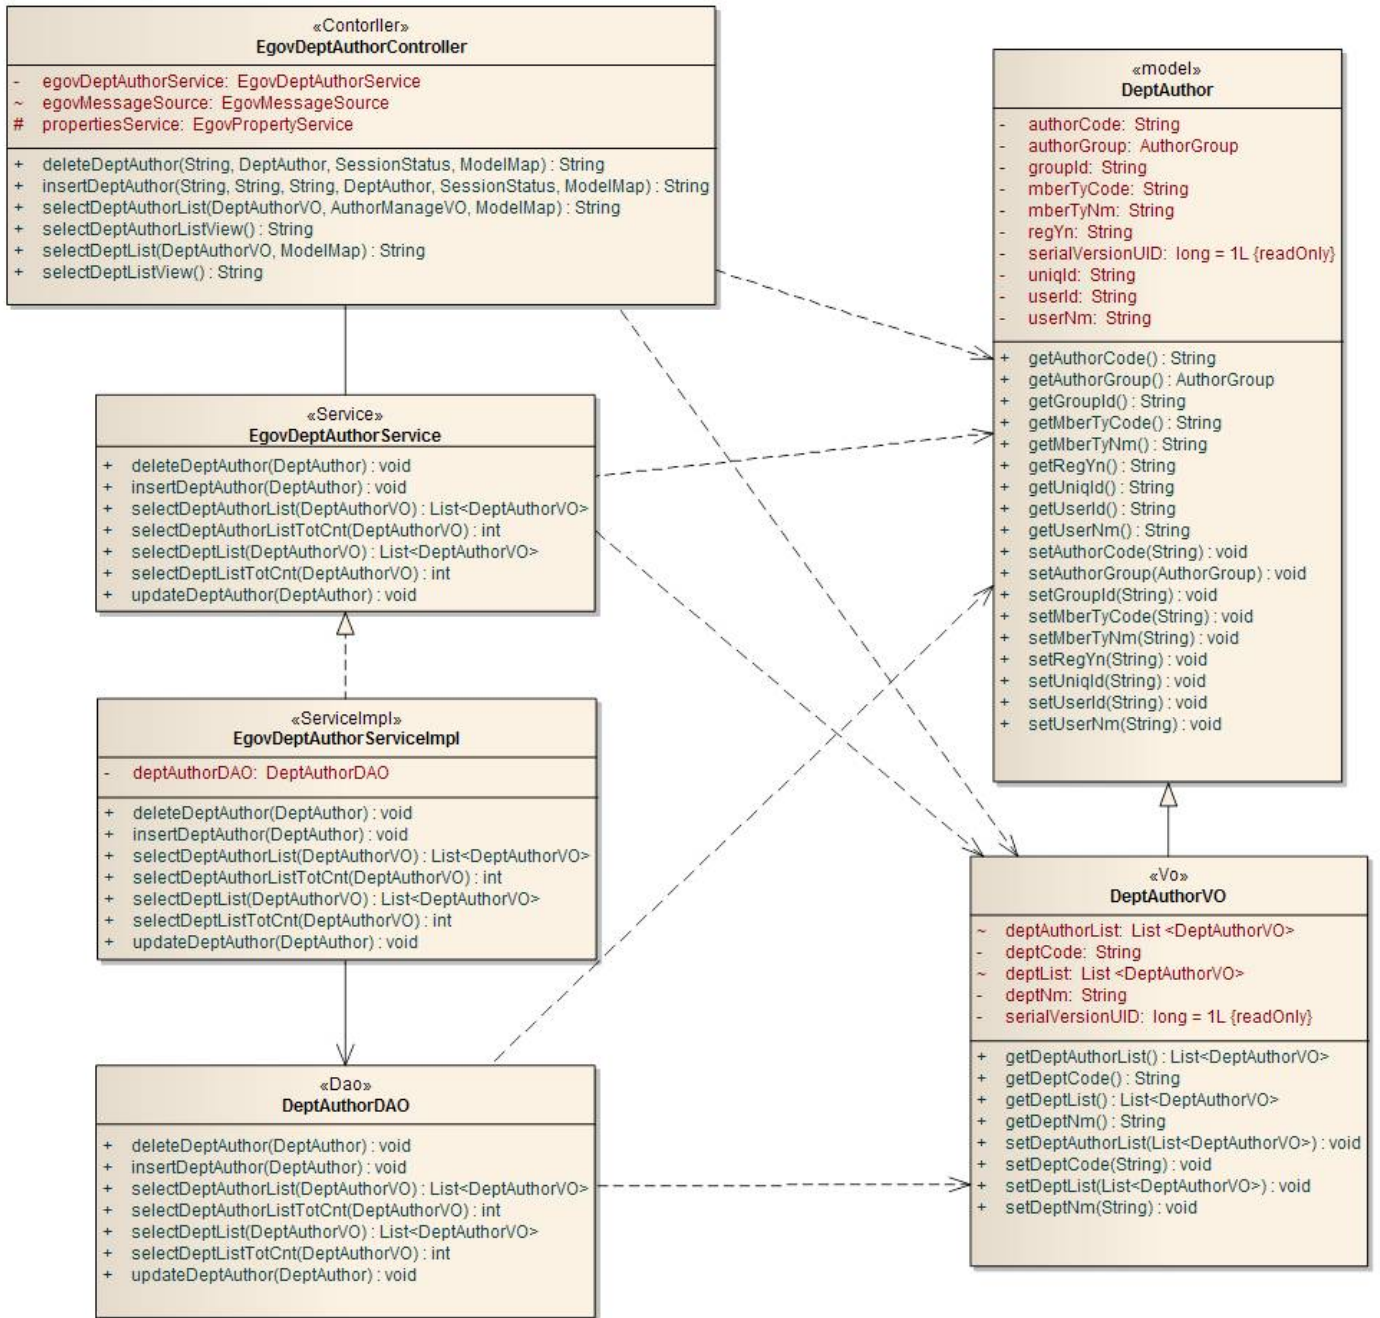 «Contorller»
EgovDeptAuthorController
- egovDeptAuthorService: EgovDeptAuthorService
~ egovMessageSource: EgovMessageSource
# propertiesService: EgovPropertyService
+ deleteDeptAuthor(String, DeptAuthor, SessionStatus, ModelMap) : String
+ insertDeptAuthor(String, String, String, DeptAuthor, SessionStatus, ModelMap) : String
+ selectDeptAuthorList(DeptAuthorVO, AuthorManageVO, ModelMap) : String
+ selectDeptAuthorListView() : String
+ selectDeptList(DeptAuthorVO, ModelMap) : String
+ selectDeptListView() : String
«Service»
EgovDeptAuthorService
+ deleteDeptAuthor(DeptAuthor) : void
+ insertDeptAuthor(DeptAuthor) : void
+ selectDeptAuthorList(DeptAuthorVO) : List<DeptAuthorVO>
+ selectDeptAuthorListTotCnt(DeptAuthorVO) : int
+ selectDeptList(DeptAuthorVO) : List<DeptAuthorVO>
+ selectDeptListTotCnt(DeptAuthorVO) : int
+ updateDeptAuthor(DeptAuthor) : void
«ServiceImpl»
EgovDeptAuthorServiceImpl
- deptAuthorDAO: DeptAuthorDAO
+ deleteDeptAuthor(DeptAuthor) : void
+ insertDeptAuthor(DeptAuthor) : void
+ selectDeptAuthorList(DeptAuthorVO) : List<DeptAuthorVO>
+ selectDeptAuthorListTotCnt(DeptAuthorVO) : int
+ selectDeptList(DeptAuthorVO) : List<DeptAuthorVO>
+ selectDeptListTotCnt(DeptAuthorVO) : int
+ updateDeptAuthor(DeptAuthor) : void
«Dao»
DeptAuthorDAO
+ deleteDeptAuthor(DeptAuthor) : void
+ insertDeptAuthor(DeptAuthor) : void
+ selectDeptAuthorList(DeptAuthorVO) : List<DeptAuthorVO>
+ selectDeptAuthorListTotCnt(DeptAuthorVO) : int
+ selectDeptList(DeptAuthorVO) : List<DeptAuthorVO>
+ selectDeptListTotCnt(DeptAuthorVO) : int
+ updateDeptAuthor(DeptAuthor) : void
«model»
DeptAuthor
- authorCode: String
- authorGroup: AuthorGroup
- groupId: String
- mberTyCode: String
- mberTyNm: String
- regYn: String
- serialVersionUID: long = 1L {readOnly}
- uniqId: String
- userId: String
- userNm: String
+ getAuthorCode() : String
+ getAuthorGroup() : AuthorGroup
+ getGroupId() : String
+ getMberTyCode() : String
+ getMberTyNm() : String
+ getRegYn() : String
+ getUniqId() : String
+ getUserId() : String
+ getUserNm() : String
+ setAuthorCode(String) : void
+ setAuthorGroup(AuthorGroup) : void
+ setGroupId(String) : void
+ setMberTyCode(String) : void
+ setMberTyNm(String) : void
+ setRegYn(String) : void
+ setUniqId(String) : void
+ setUserId(String) : void
+ setUserNm(String) : void
«Vo»
DeptAuthorVO
~ deptAuthorList: List <DeptAuthorVO>
- deptCode: String
~ deptList: List <DeptAuthorVO>
- deptNm: String
- serialVersionUID: long = 1L {readOnly}
+ getDeptAuthorList() : List<DeptAuthorVO>
+ getDeptCode() : String
+ getDeptList() : List<DeptAuthorVO>
+ getDeptNm() : String
+ setDeptAuthorList(List<DeptAuthorVO>) : void
+ setDeptCode(String) : void
+ setDeptList(List<DeptAuthorVO>) : void
+ setDeptNm(String) : void